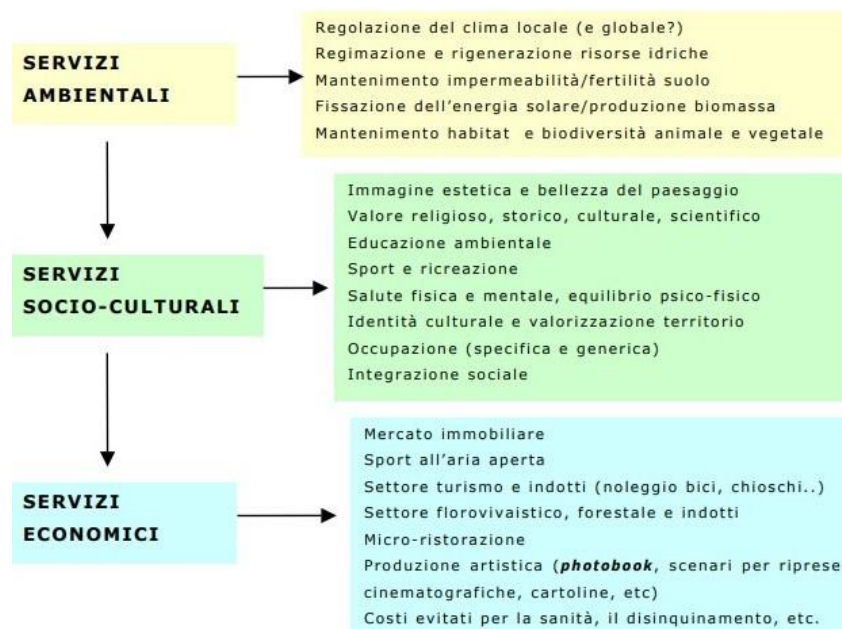 SERVIZI
AMBIENTALI
Regolazione del clima locale (e globale?)
Regimazione e rigenerazione risorse idriche
Mantenimento impermeabilità/fertilità suolo
Fissazione dell'energia solare/produzione biomassa
Mantenimento habitat e biodiversità animale e vegetale
SERVIZI
SOCIO-CULTURALI
Immagine estetica e bellezza del paesaggio
Valore religioso, storico, culturale, scientifico
Educazione ambientale
Sport e ricreazione
Salute fisica e mentale, equilibrio psico-fisico
Identità culturale e valorizzazione territorio
Occupazione (specifica e generica)
Integrazione sociale
SERVIZI
ECONOMICI
Mercato immobiliare
Sport all'aria aperta
Settore turismo e indotti (noleggio bici, chioschi..)
Settore florovivaistico, forestale e indotti
Micro-ristorazione
Produzione artistica (photobook, scenari per riprese
cinematografiche, cartoline, etc)
Costi evitati per la sanità, il disinquinamento, etc.